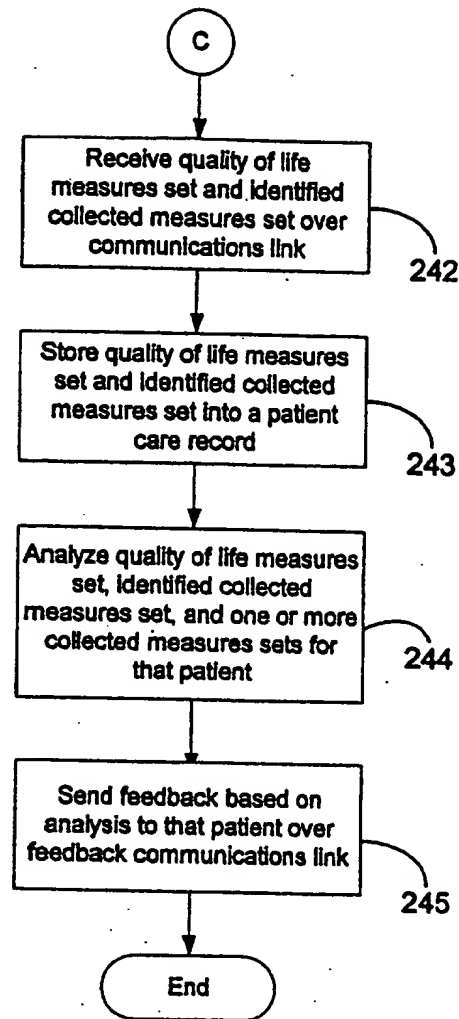 C
Receive quality of life
measures set and identified
collected measures set over
communications link
242
Store quality of life measures
set and identified collected
measures set into a patient
care record
243
Analyze quality of life measures
set, identified collected
measures set, and one or more
collected measures sets for
that patient
244
Send feedback based on
analysis to that patient over
feedback communications link
245
End